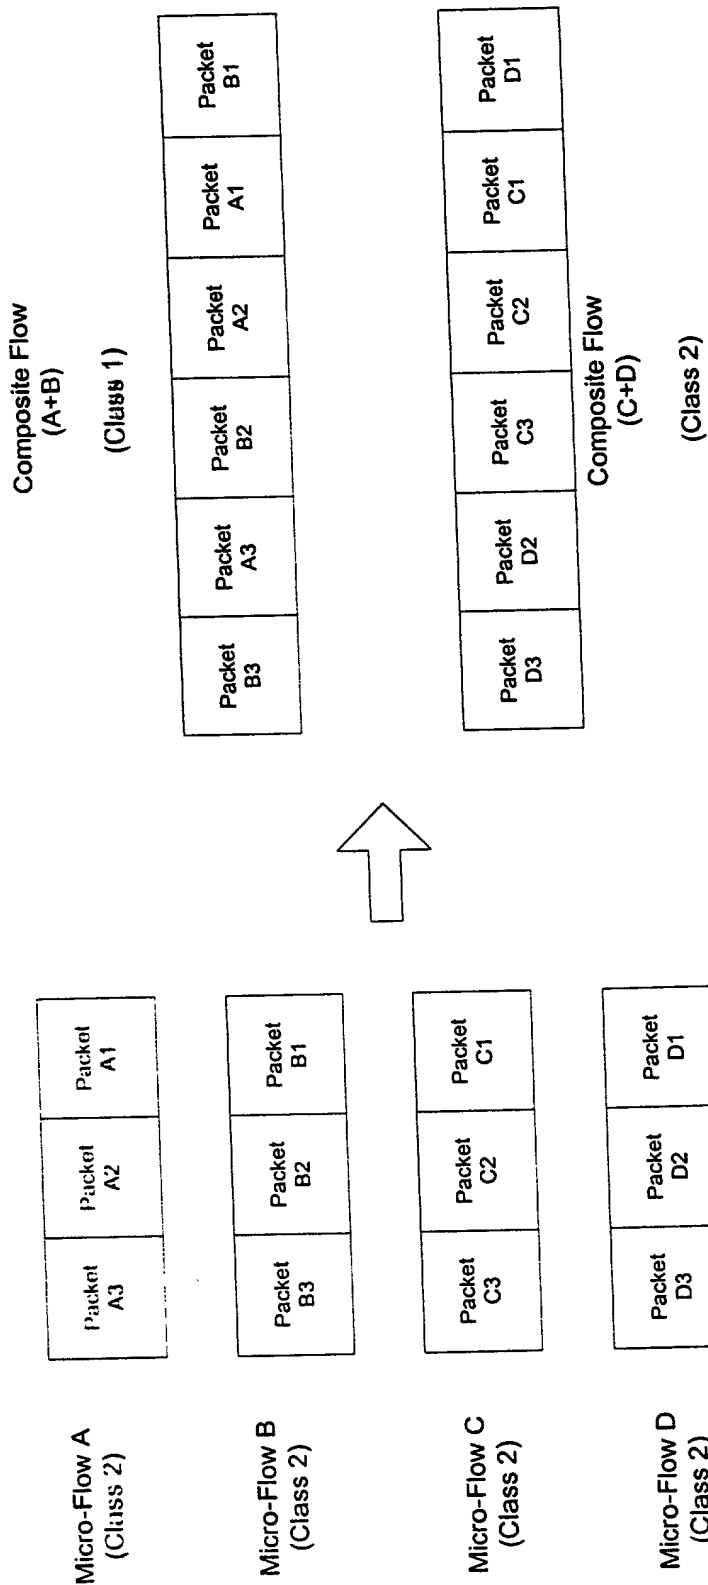 Micro-Flow A
(Class 2)
Packet
A3
Packet
A2
Packet
A1
Micro-Flow B
(Class 2)
Packet
B3
Packet
B2
Packet
B1
Micro-Flow C
(Class 2)
Packet
C3
Packet
C2
Packet
C1
Micro-Flow D
(Class 2)
Packet
D3
Packet
D2
Packet
D1
Composite Flow
(A+B)
(Class 1)
Packet
B3
Packet
A3
Packet
B2
Packet
A2
Packet
A1
Packet
B1
Packet
D3
Packet
D2
Packet
C3
Packet
C2
Packet
C1
Packet
D1
Composite Flow
(C+D)
(Class 2)